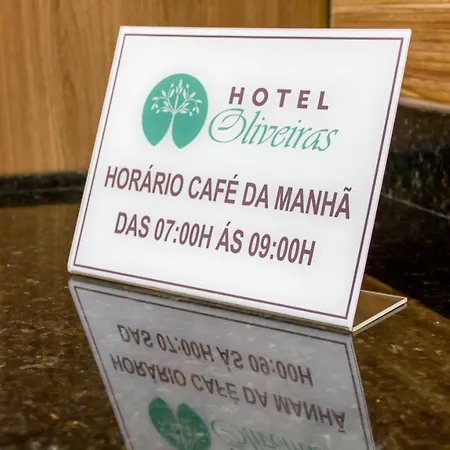 HOTEL
Oliveiras
HORÁRIO CAFÉ DA MANHÃ
DAS 07:00H ÁS 09:00H